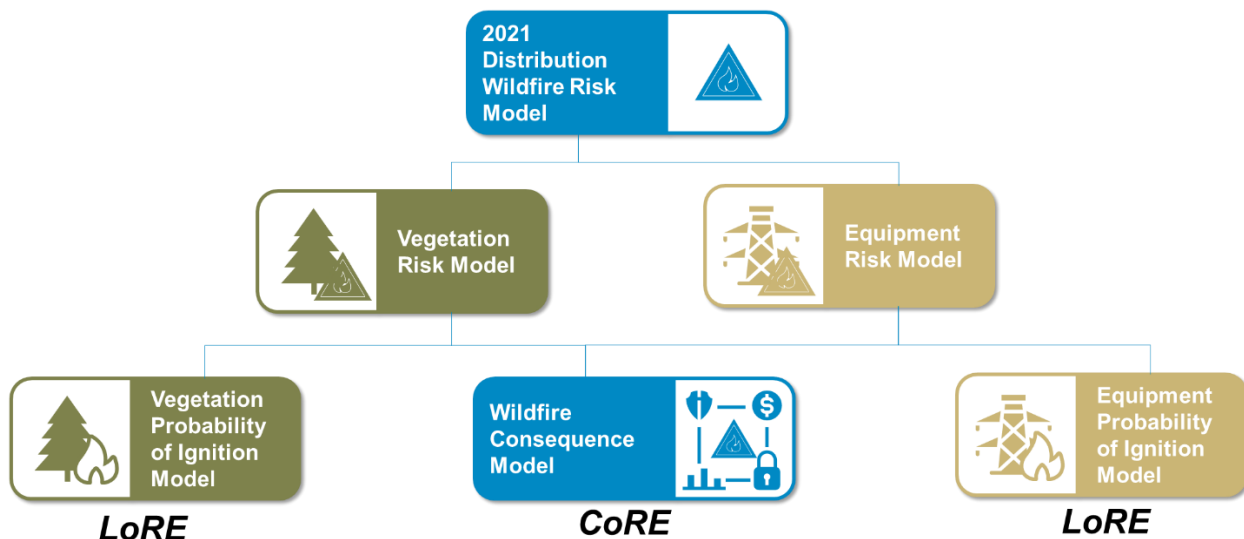 2021
Distribution
Wildfire Risk
Model
Vegetation
Risk Model
Equipment
Risk Model
Vegetation
Probability
of Ignition
Model
Wildfire
Consequence
Model
$
Equipment
Probability
of Ignition
Model
LoRE
CoRE
LoRE